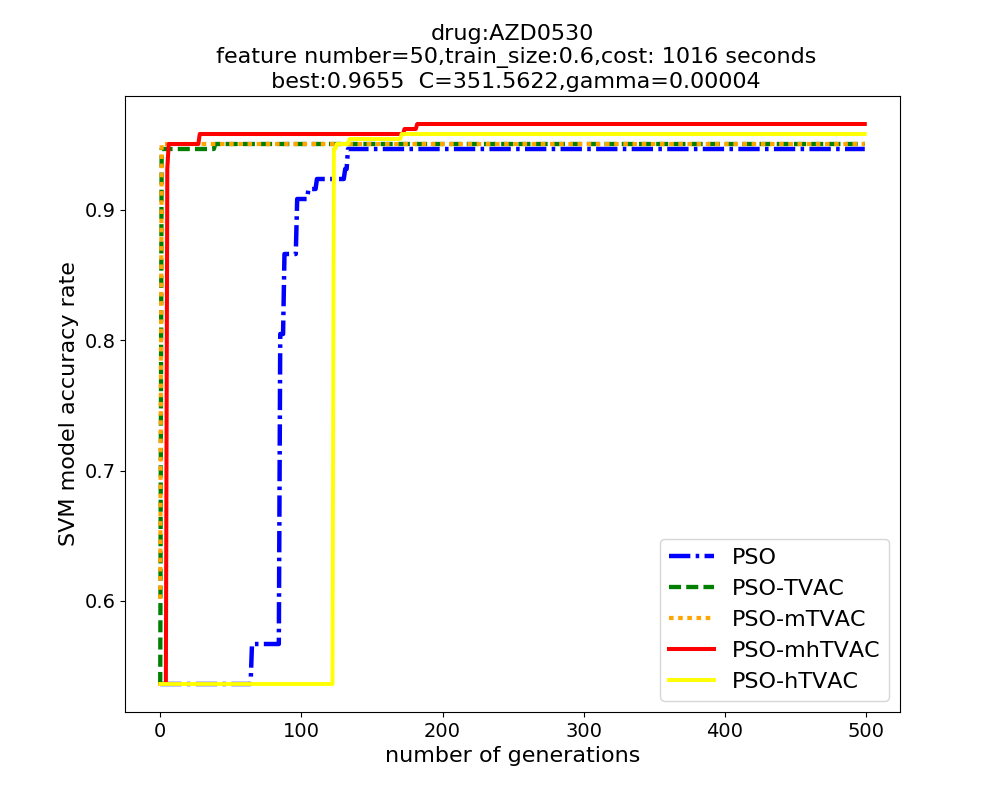 drug:AZD0530
feature number=50,train_size:0.6,cost: 1016 seconds
best:0.9655  C=351.5622,gamma=0.00004
SVM model accuracy rate
0.9
0.8
0.7
0.6
0 100 200 300 400 500
number of generations
PSO
PSO-TVAC
PSO-mTVAC
PSO-mhTVAC
PSO-hTVAC